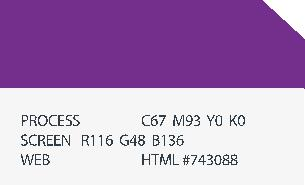 PROCESS C67 M93 Y0 K0
SCREEN R116 G48 B136
WEB HTML #743088